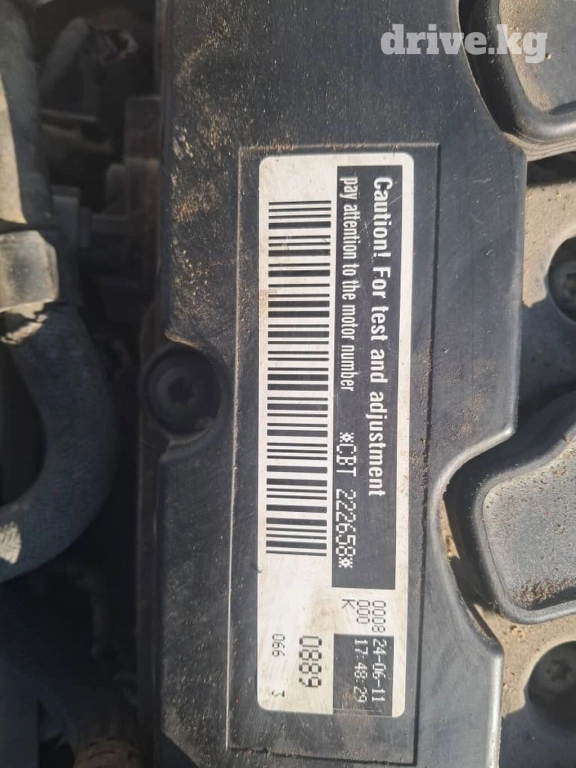 drive.kg
Caution! For test and adjustment
pay attention to the motor number
*CBT 222658*
0008 24-06-11
000 17:48:29
K
0889
066 3